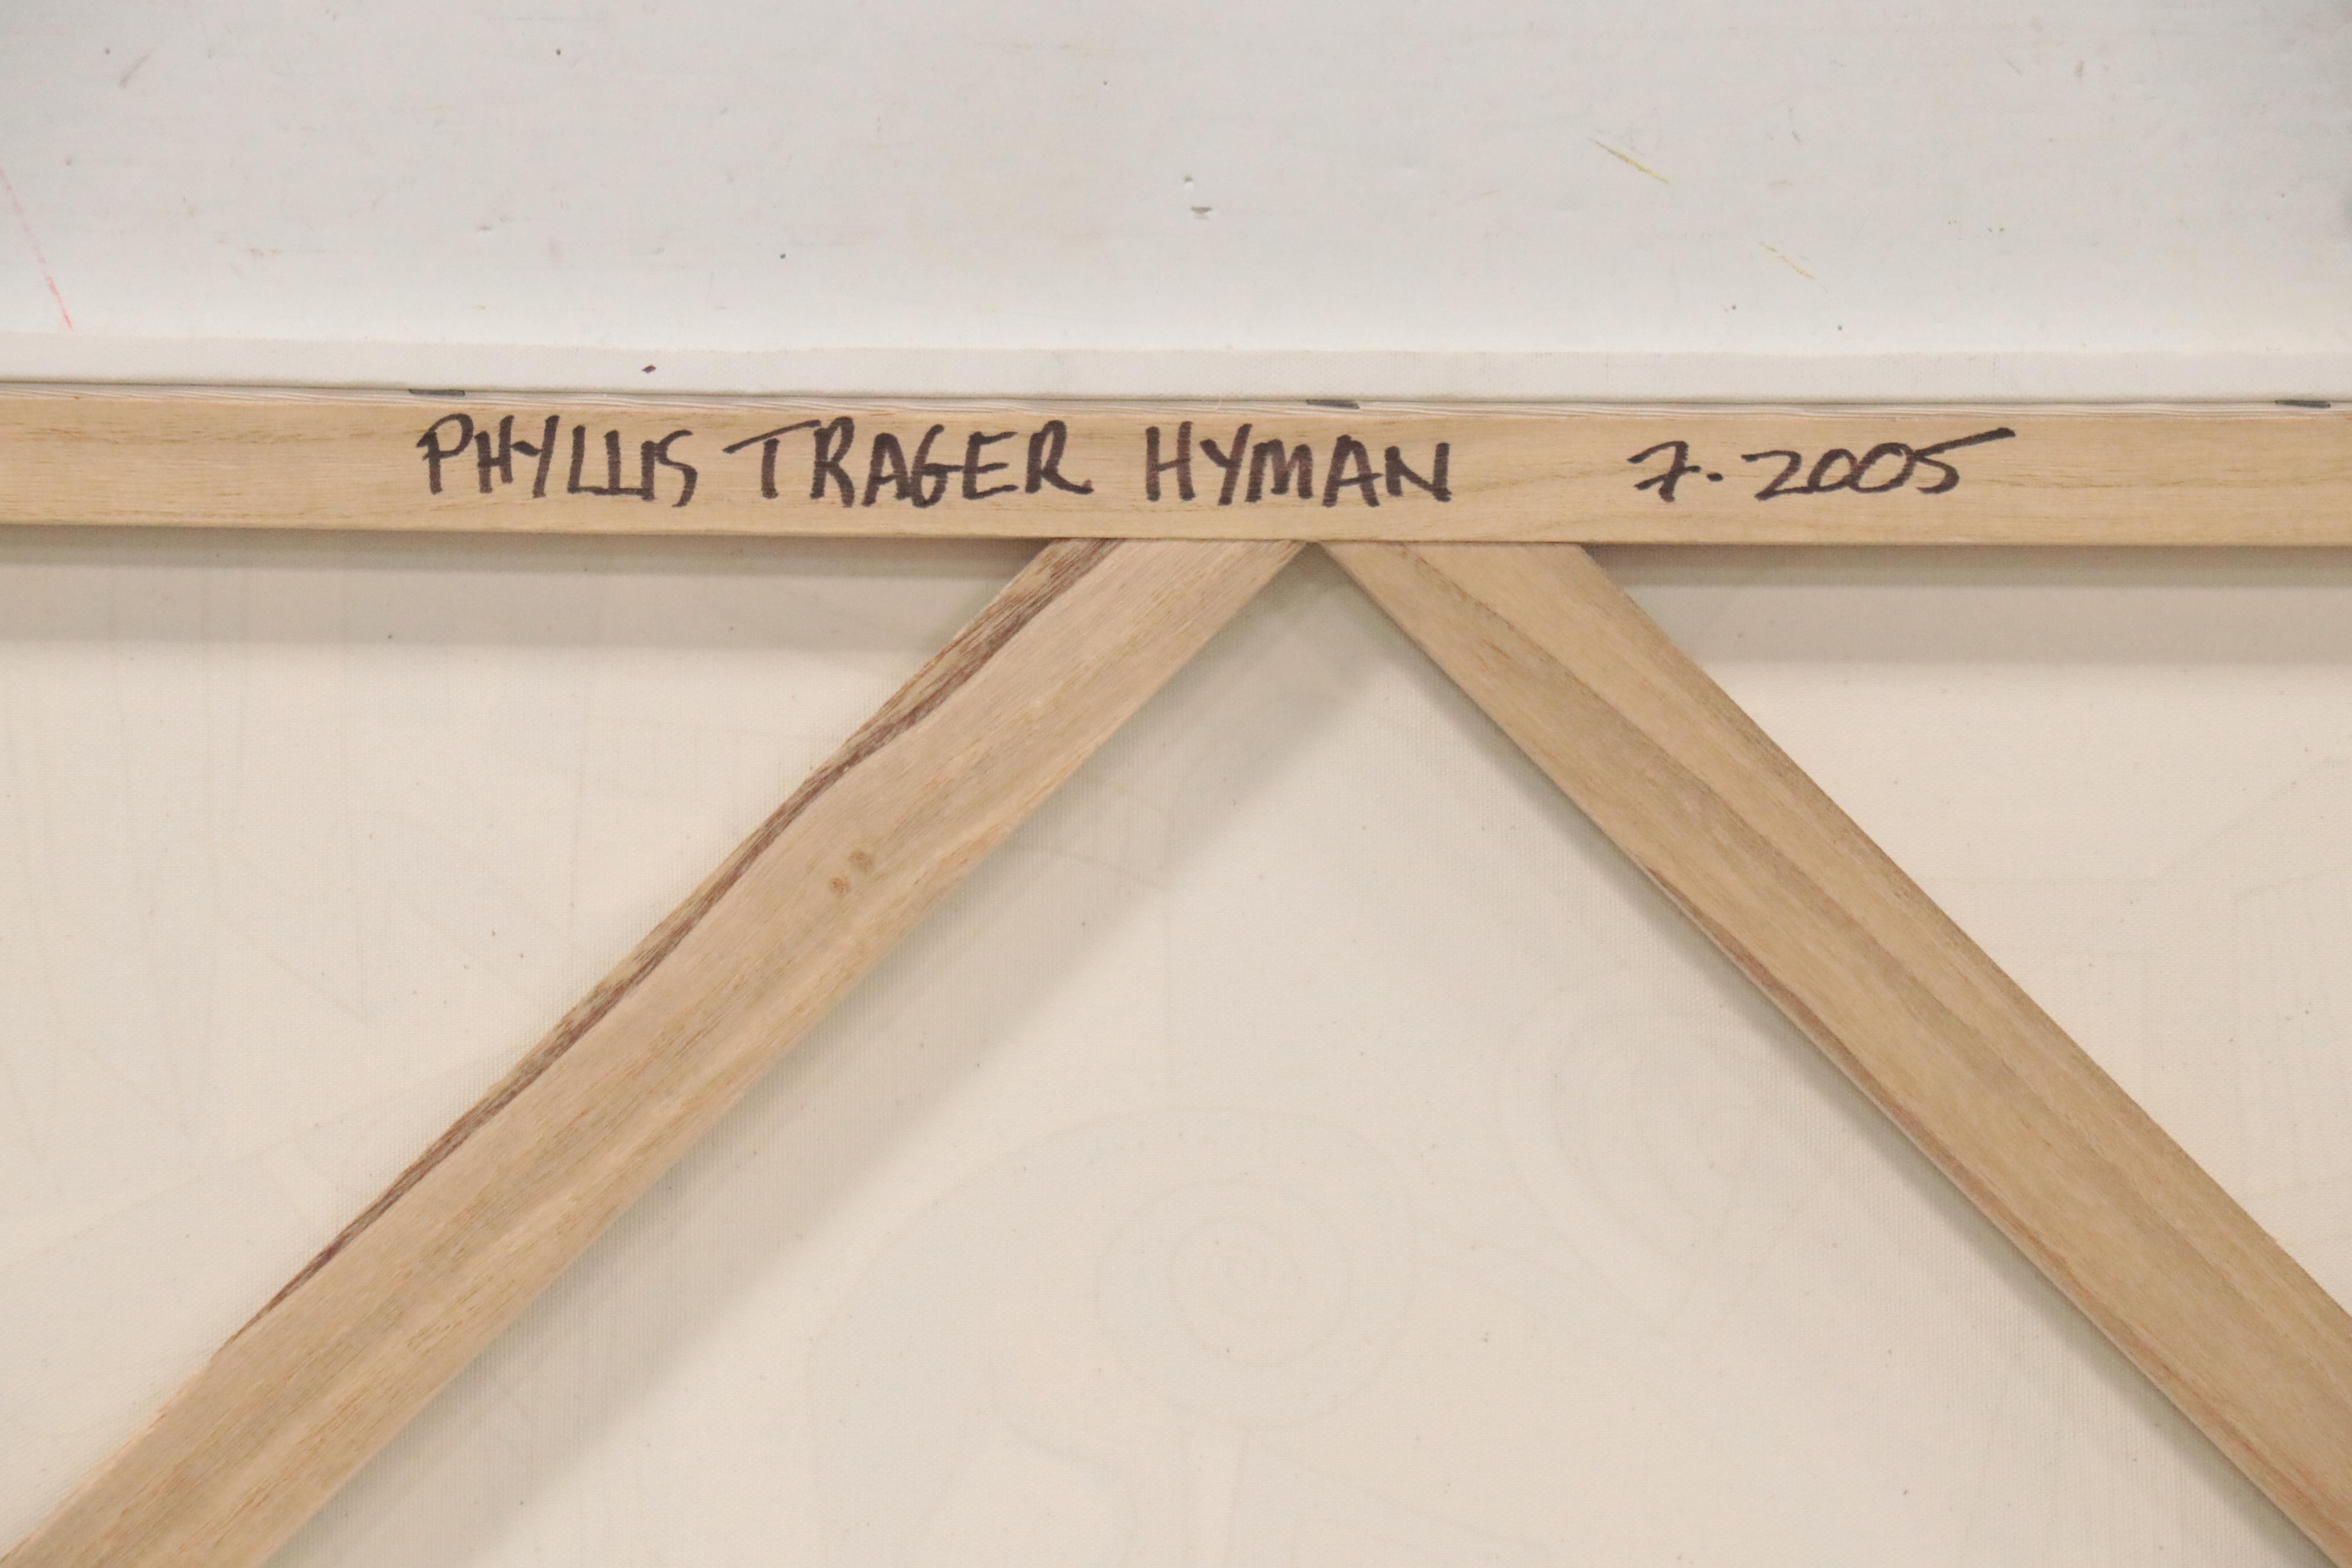 PHYLLIS TRAGER HYMAN 7.2005